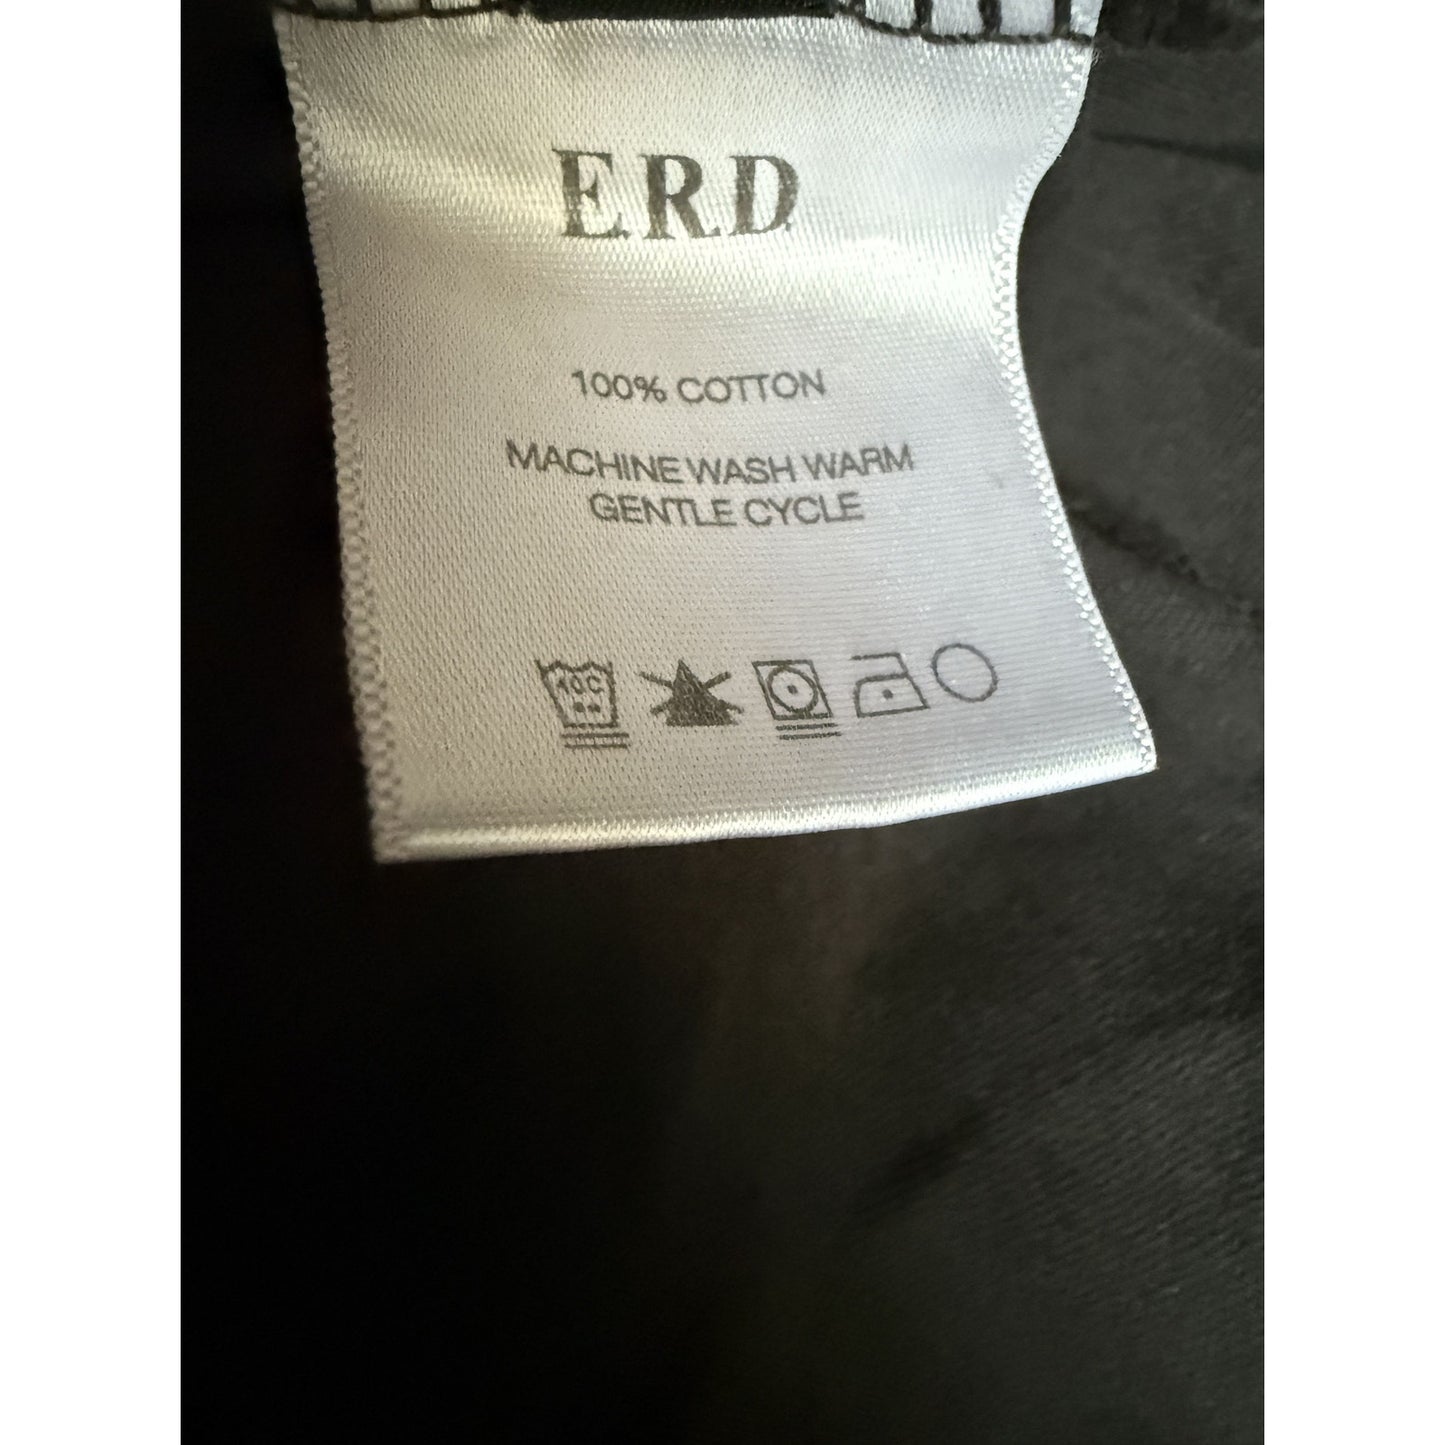 ERD
100% COTTON
MACHINE WASH WARM
GENTLE CYCLE
40C